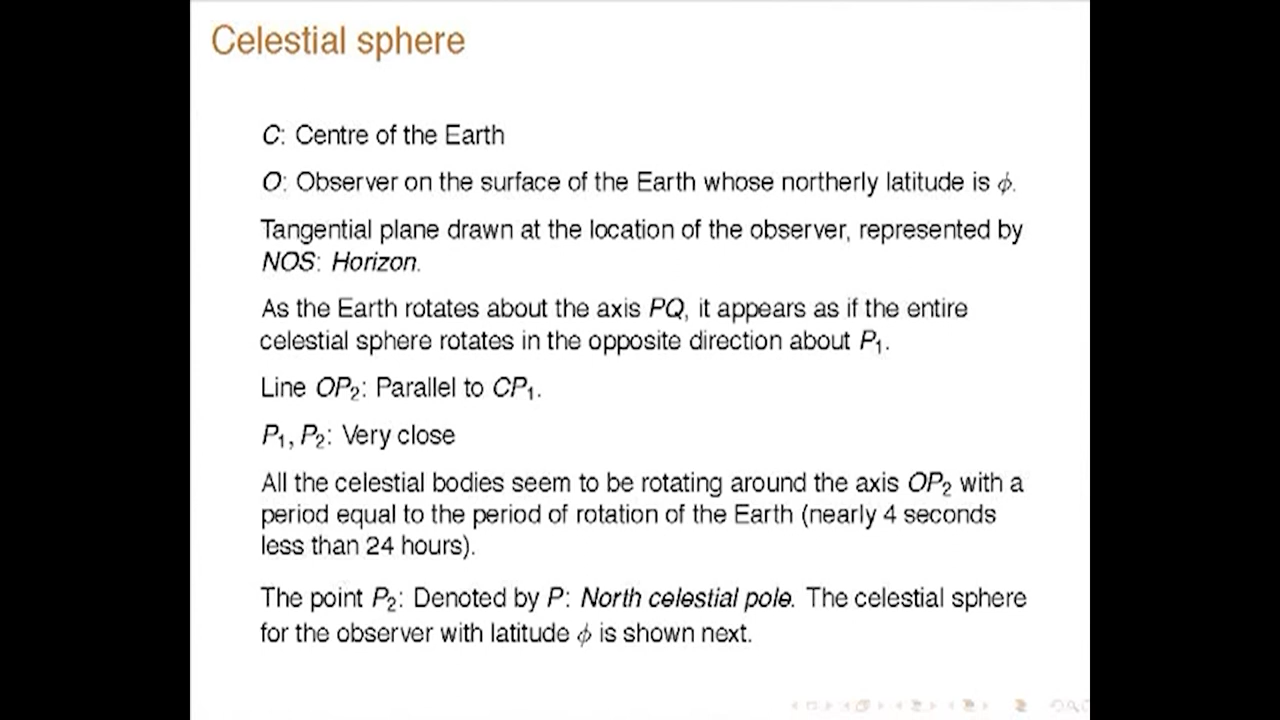 Celestial sphere
C: Centre of the Earth
O: Observer on the surface of the Earth whose northerly latitude is ϕ.
Tangential plane drawn at the location of the observer, represented by
NOS: Horizon.
As the Earth rotates about the axis PQ, it appears as if the entire
celestial sphere rotates in the opposite direction about P₁.
Line OP₂: Parallel to CP₁.
P₁, P₂: Very close
All the celestial bodies seem to be rotating around the axis OP₂ with a
period equal to the period of rotation of the Earth (nearly 4 seconds
less than 24 hours).
The point P₂: Denoted by P: North celestial pole. The celestial sphere
for the observer with latitude ϕ is shown next.